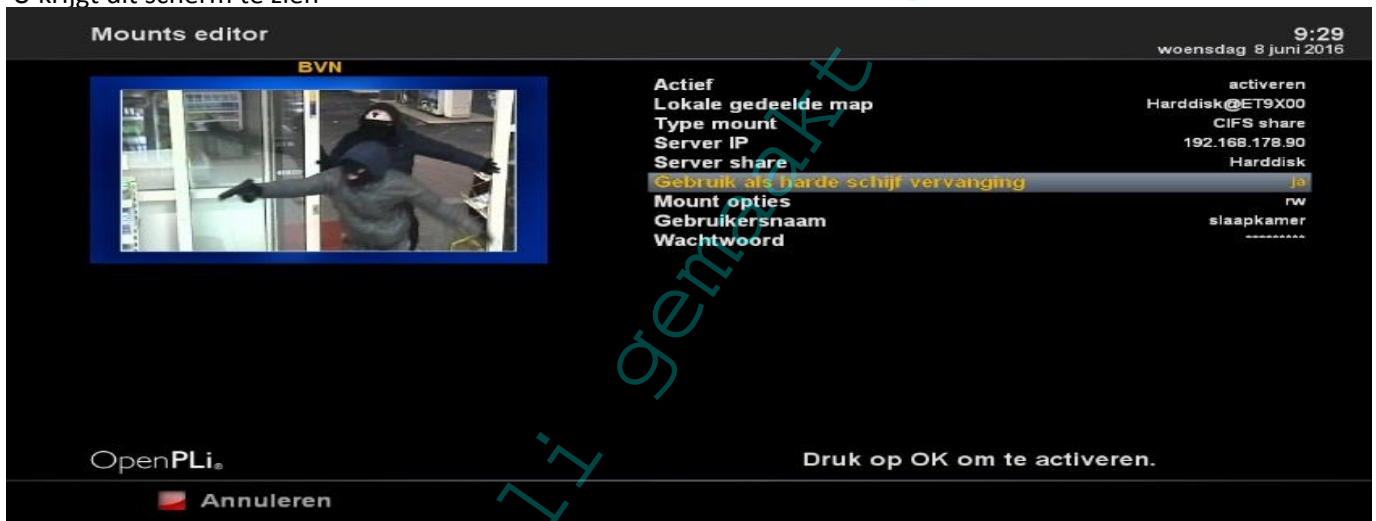 U krijgt dit scherm te zien
Mounts editor
9:29
woensdag 8 juni 2016
BVN
Actief activeren
Lokale gedeelde map Harddisk@ET9X00
Type mount CIFS share
Server IP 192.168.178.90
Server share Harddisk
Gebruik als harde schijf vervanging ja
Mount opties rw
Gebruikersnaam slaapkamer
Wachtwoord *********
li gemaakt
OpenPLi®
Druk op OK om te activeren.
Annuleren